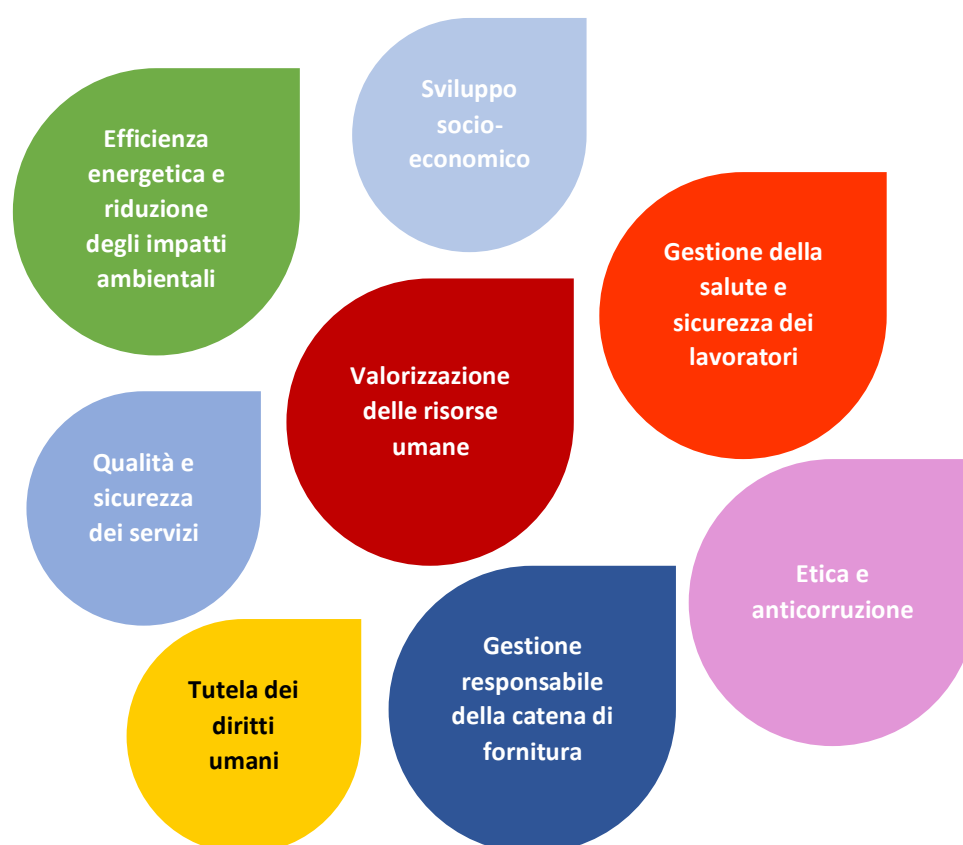 Sviluppo
socio-
economico
Efficienza
energetica e
riduzione
degli impatti
ambientali
Gestione della
salute e
sicurezza dei
lavoratori
Valorizzazione
delle risorse
umane
Qualità e
sicurezza
dei servizi
Etica e
anticorruzione
Gestione
responsabile
della catena di
fornitura
Tutela dei
diritti
umani